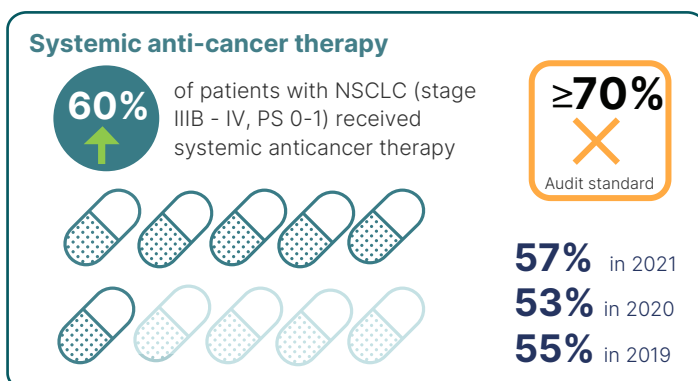 Systemic anti-cancer therapy
60%
of patients with NSCLC (stage
IIIB - IV, PS 0-1) received
systemic anticancer therapy
≥70%
Audit standard
57% in 2021
53% in 2020
55% in 2019